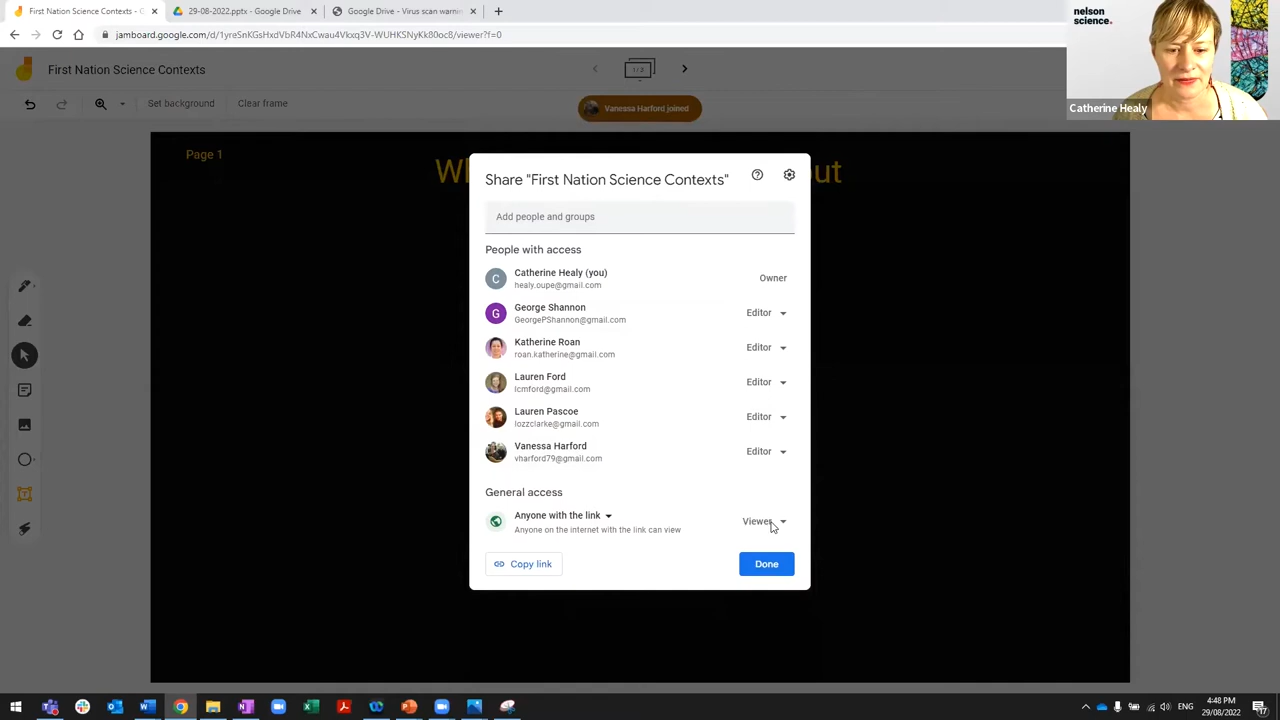 First Nation Science Contexts - G
29-08-2022.pptx - Google Drive
Google Drive - Virus scan warnin
jamboard.google.com/d/1yreSnKGsHxdVbR4NxCwau4Vkxq3V-WUHKSNyKk80oc8/viewer?f=0
nelson
science.
Catherine Healy
First Nation Science Contexts
1 / 2
Set background
Clear frame
Vanessa Harford joined
Page 1
Share "First Nation Science Contexts"
Add people and groups
People with access
C
Catherine Healy (you)
healy.oupe@gmail.com
Owner
G
George Shannon
GeorgePShannon@gmail.com
Editor
Katherine Roan
roan.katherine@gmail.com
Editor
Lauren Ford
lcmford@gmail.com
Editor
Lauren Pascoe
lozzclarke@gmail.com
Editor
Vanessa Harford
vharford79@gmail.com
Editor
General access
Anyone with the link
Anyone on the internet with the link can view
Viewer
Copy link
Done
ENG
4:48 PM
29/08/2022
17